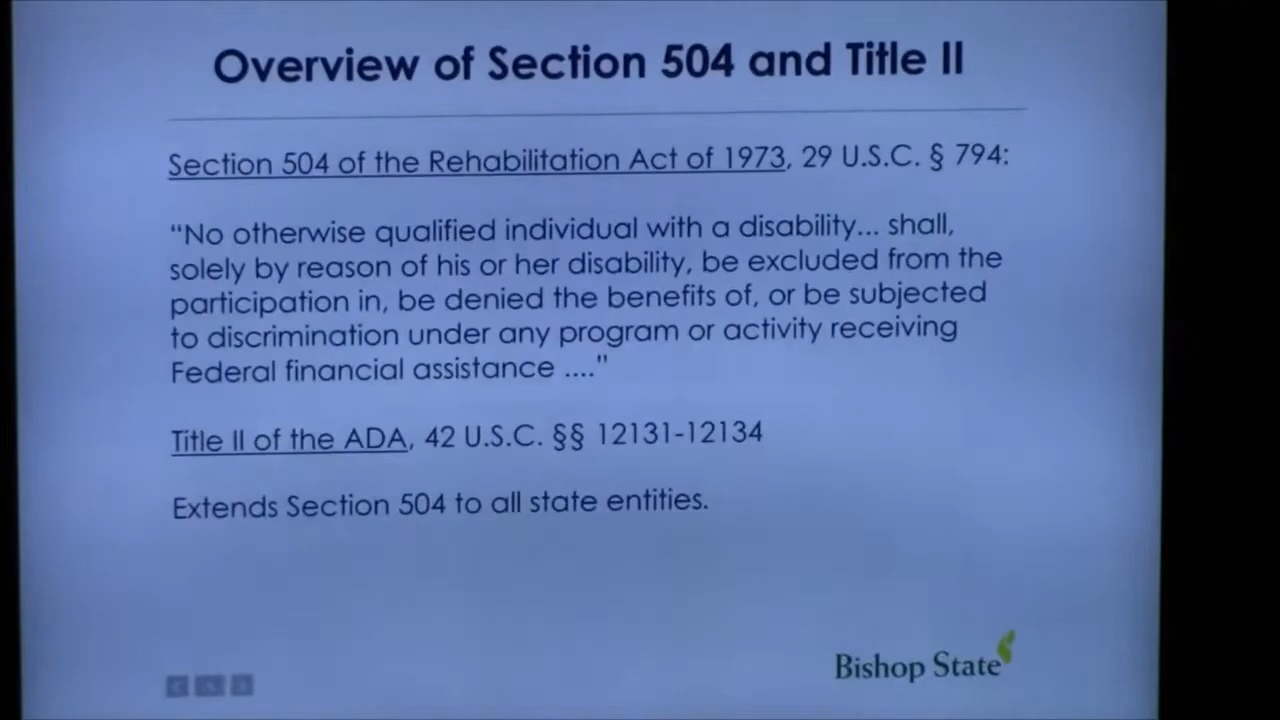 Overview of Section 504 and Title II
Section 504 of the Rehabilitation Act of 1973, 29 U.S.C. § 794:
“No otherwise qualified individual with a disability... shall,
solely by reason of his or her disability, be excluded from the
participation in, be denied the benefits of, or be subjected
to discrimination under any program or activity receiving
Federal financial assistance ....”
Title II of the ADA, 42 U.S.C. §§ 12131-12134
Extends Section 504 to all state entities.
Bishop State